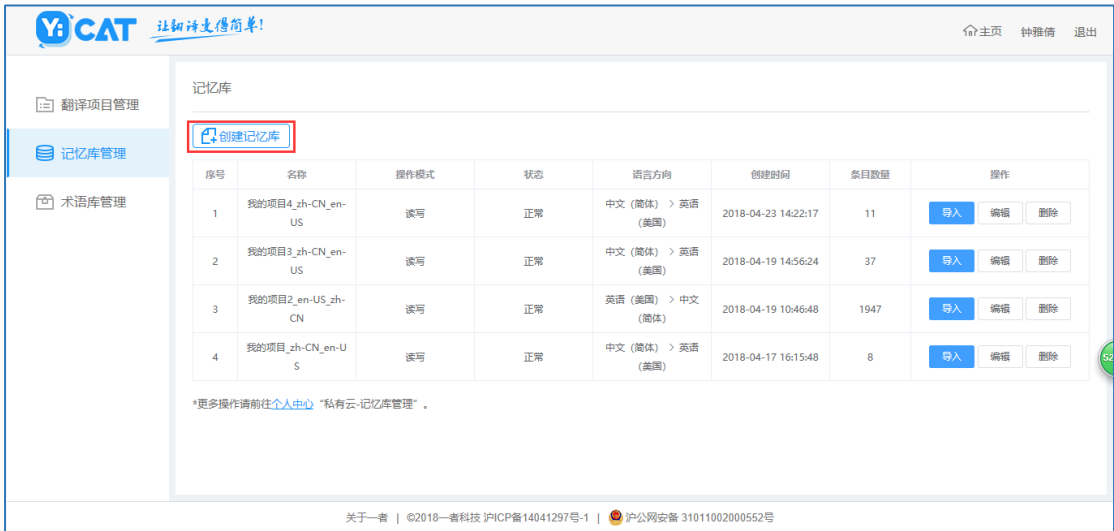 Yi CAT 让翻译变得简单!
主页 钟雅倩 退出
翻译项目管理
记忆库管理
术语库管理
记忆库
创建记忆库
序号 名称 操作模式 状态 语言方向 创建时间 条目数量 操作
1 我的项目4_zh-CN_en- 读写 正常 中文（简体） > 英语 2018-04-23 14:22:17 11 导入 编辑 删除
US （美国）
2 我的项目3_zh-CN_en- 读写 正常 中文（简体） > 英语 2018-04-19 14:56:24 37 导入 编辑 删除
US （美国）
3 我的项目2_en-US_zh- 读写 正常 英语（美国） > 中文 2018-04-19 10:46:48 1947 导入 编辑 删除
CN （简体）
4 我的项目_zh-CN_en-U 读写 正常 中文（简体） > 英语 2018-04-17 16:15:48 8 导入 编辑 删除
S （美国）
*更多操作请前往个人中心“私有云-记忆库管理”。
52
关于一者 | ©2018一者科技 沪ICP备14041297号-1 | 沪公网安备 31011002000552号